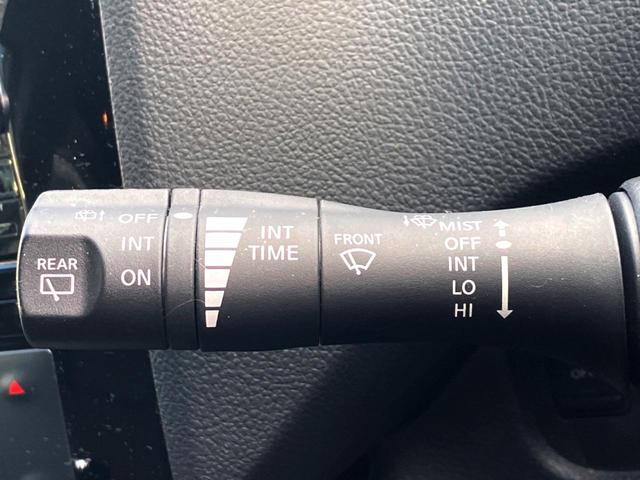 REAR
OFF
INT
ON
INT
TIME
FRONT
MIST
OFF
INT
LO
HI